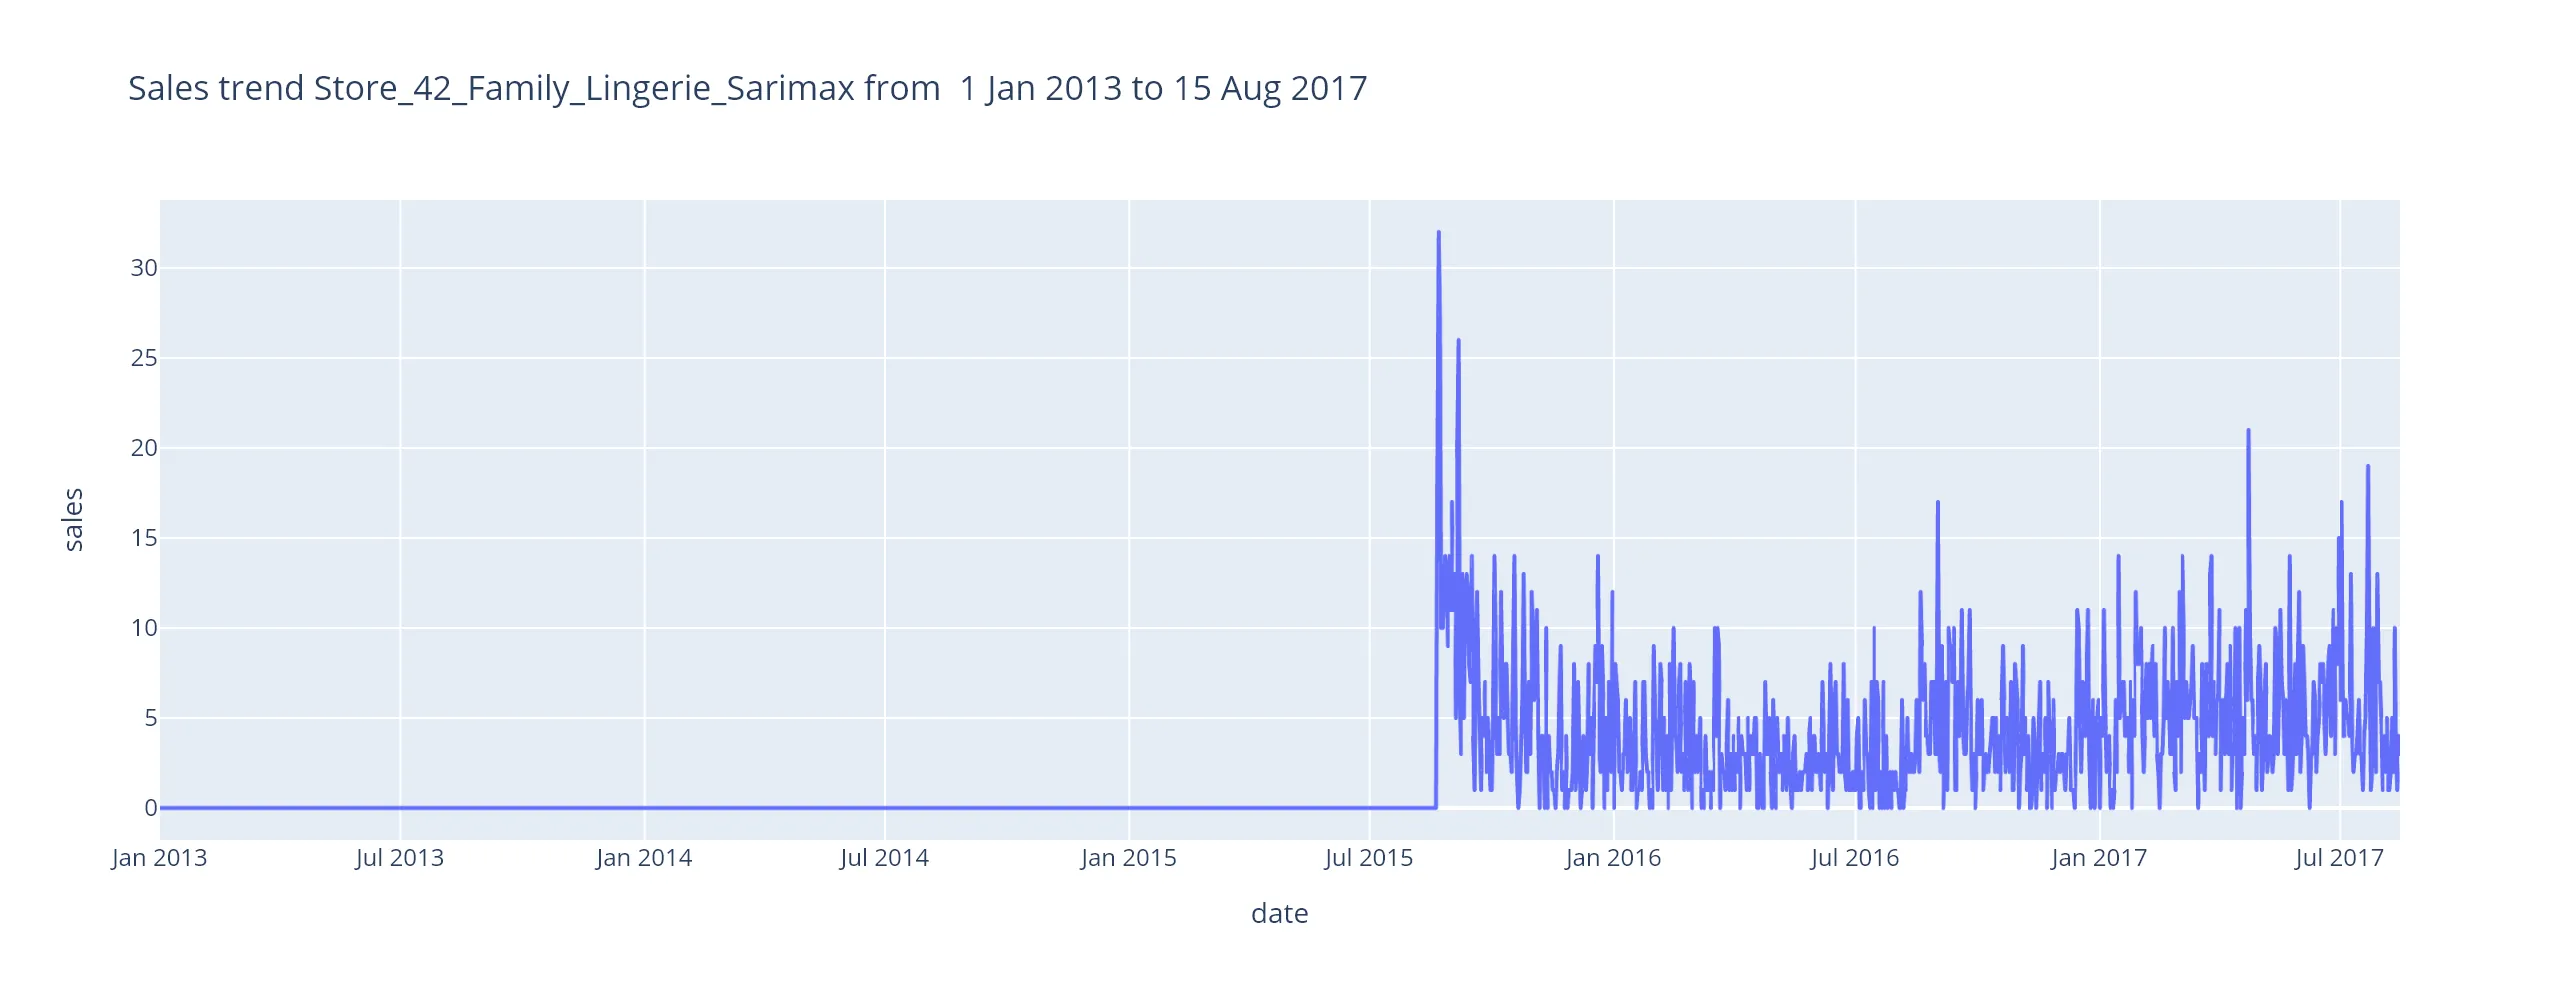 Sales trend Store_42_Family_Lingerie_Sarimax from  1 Jan 2013 to 15 Aug 2017
30
25
20
15
10
5
0
sales
Jan 2013 Jul 2013 Jan 2014 Jul 2014 Jan 2015 Jul 2015 Jan 2016 Jul 2016 Jan 2017 Jul 2017
date